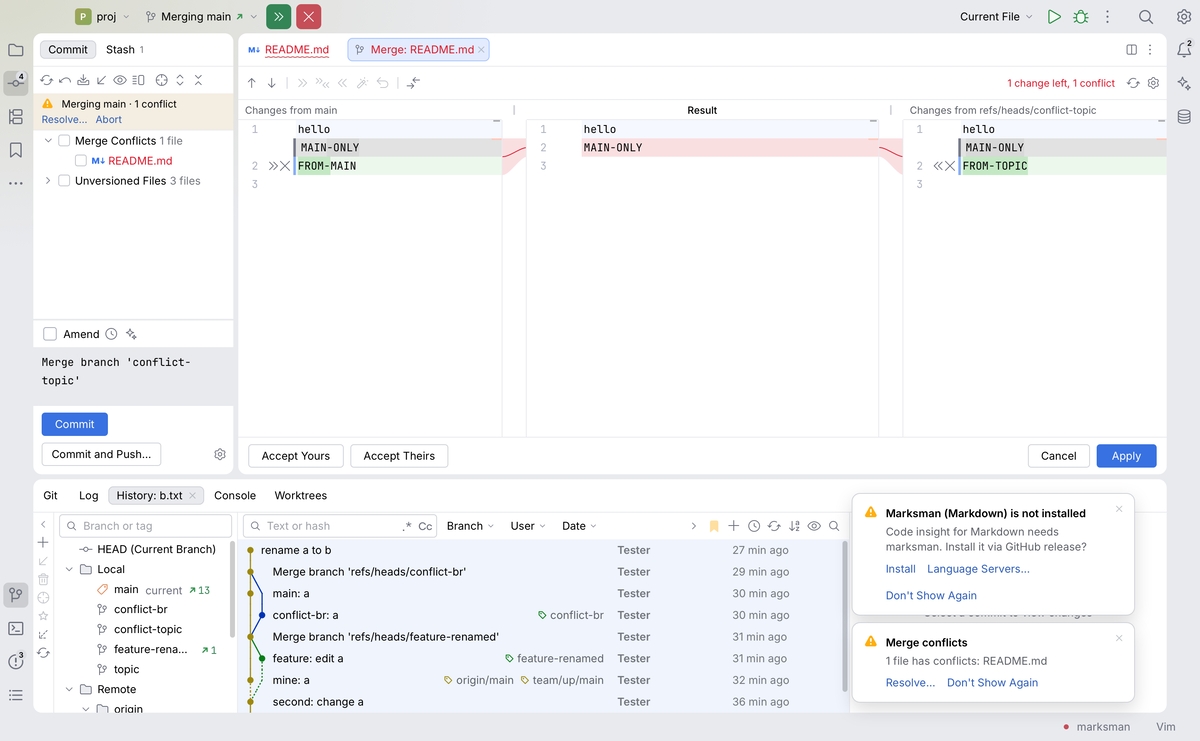 P proj Merging main Current File
Commit Stash 1
README.md Merge: README.md
2
4
1 change left, 1 conflict
Merging main · 1 conflict
Resolve... Abort
Merge Conflicts 1 file
M↓ README.md
Unversioned Files 3 files
Changes from main Result Changes from refs/heads/conflict-topic
1 hello 1 hello 1 hello
MAIN-ONLY 2 MAIN-ONLY MAIN-ONLY
2 FROM-MAIN 3 2 FROM-TOPIC
3 3
Amend
Merge branch 'conflict-
topic'
Commit
Commit and Push...
Accept Yours Accept Theirs Cancel Apply
Git Log History: b.txt Console Worktrees
Branch or tag
HEAD (Current Branch)
Local
main current 13
conflict-br
conflict-topic
feature-rena... 1
topic
Remote
origin
3
Text or hash .* Cc Branch User Date
rename a to b Tester 27 min ago
Merge branch 'refs/heads/conflict-br' Tester 29 min ago
main: a Tester 30 min ago
conflict-br: a conflict-br Tester 30 min ago
Merge branch 'refs/heads/feature-renamed' Tester 31 min ago
feature: edit a feature-renamed Tester 31 min ago
mine: a origin/main team/up/main Tester 32 min ago
second: change a Tester 36 min ago
Marksman (Markdown) is not installed
Code insight for Markdown needs
marksman. Install it via GitHub release?
Install Language Servers...
Don't Show Again
Merge conflicts
1 file has conflicts: README.md
Resolve... Don't Show Again
marksman Vim